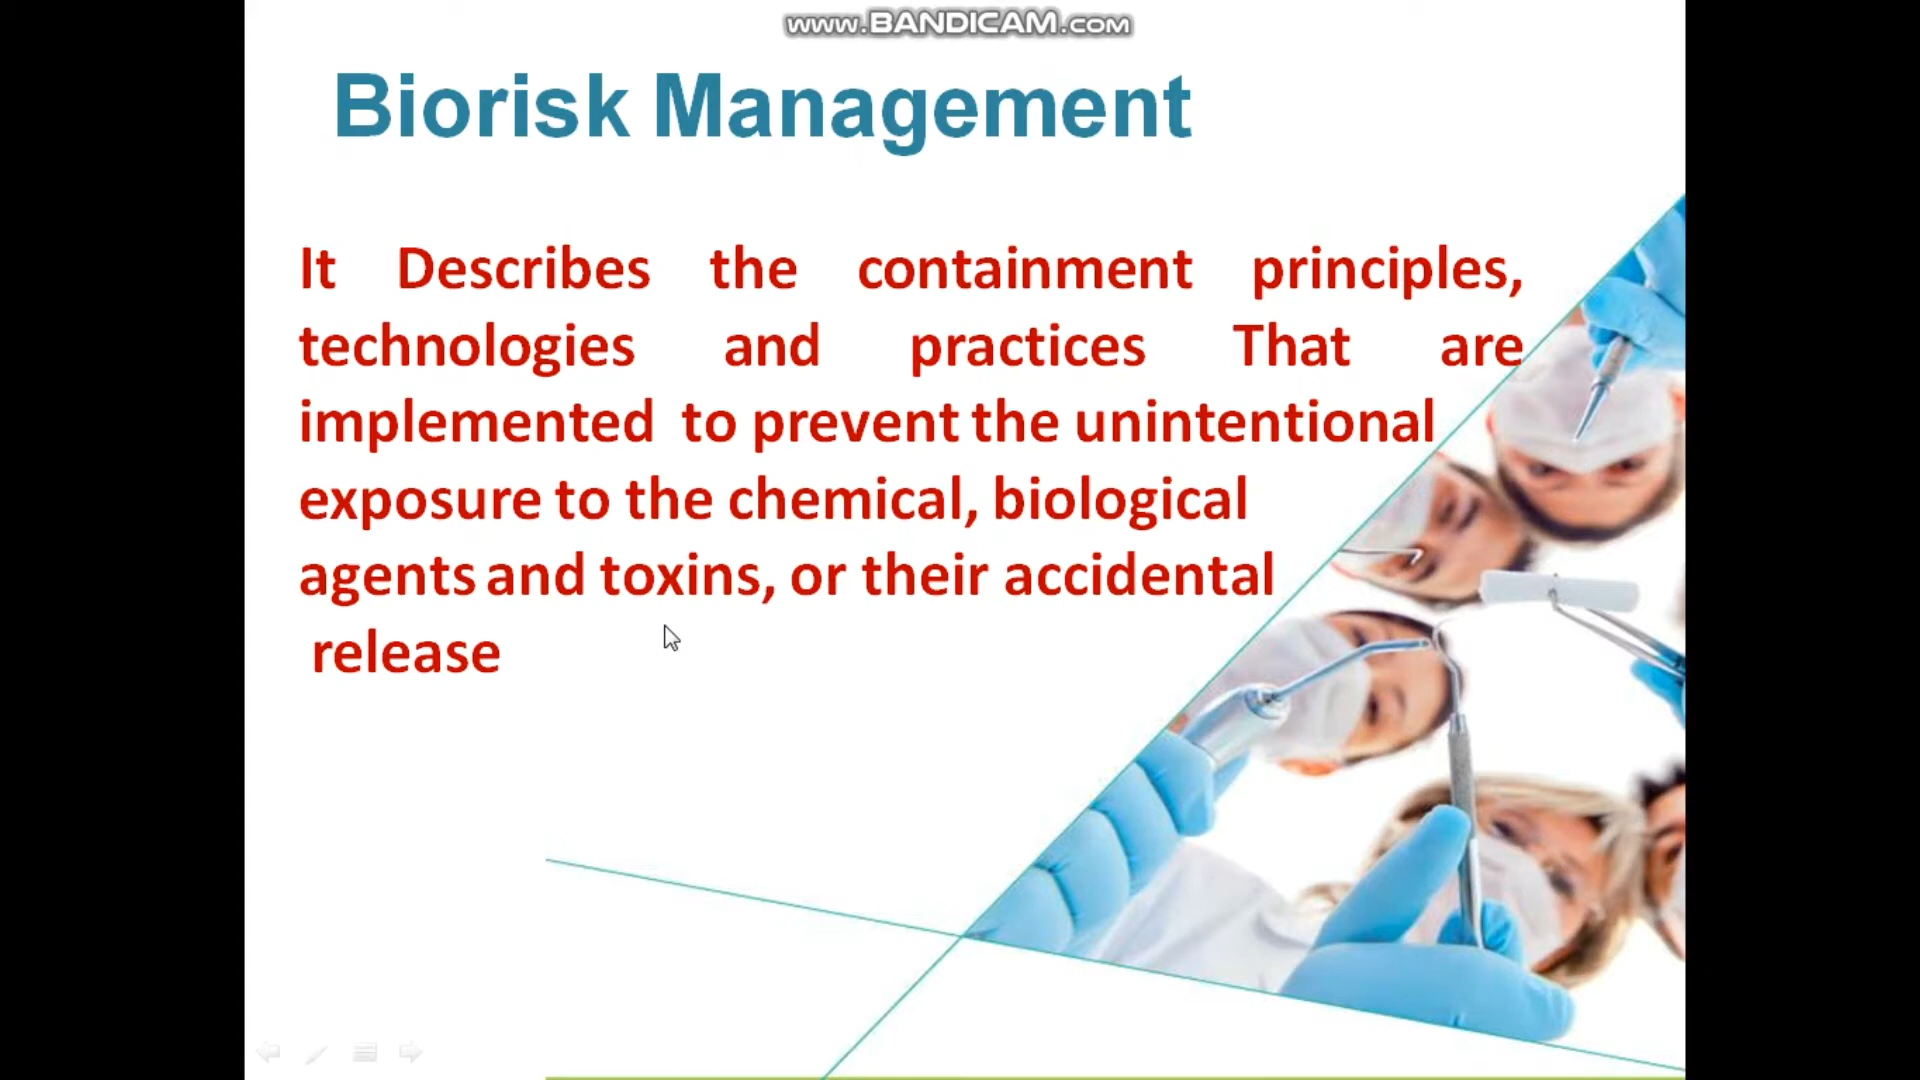 www.BANDICAM.com
Biorisk Management
It Describes the containment principles,
technologies and practices That are
implemented to prevent the unintentional
exposure to the chemical, biological
agents and toxins, or their accidental
release